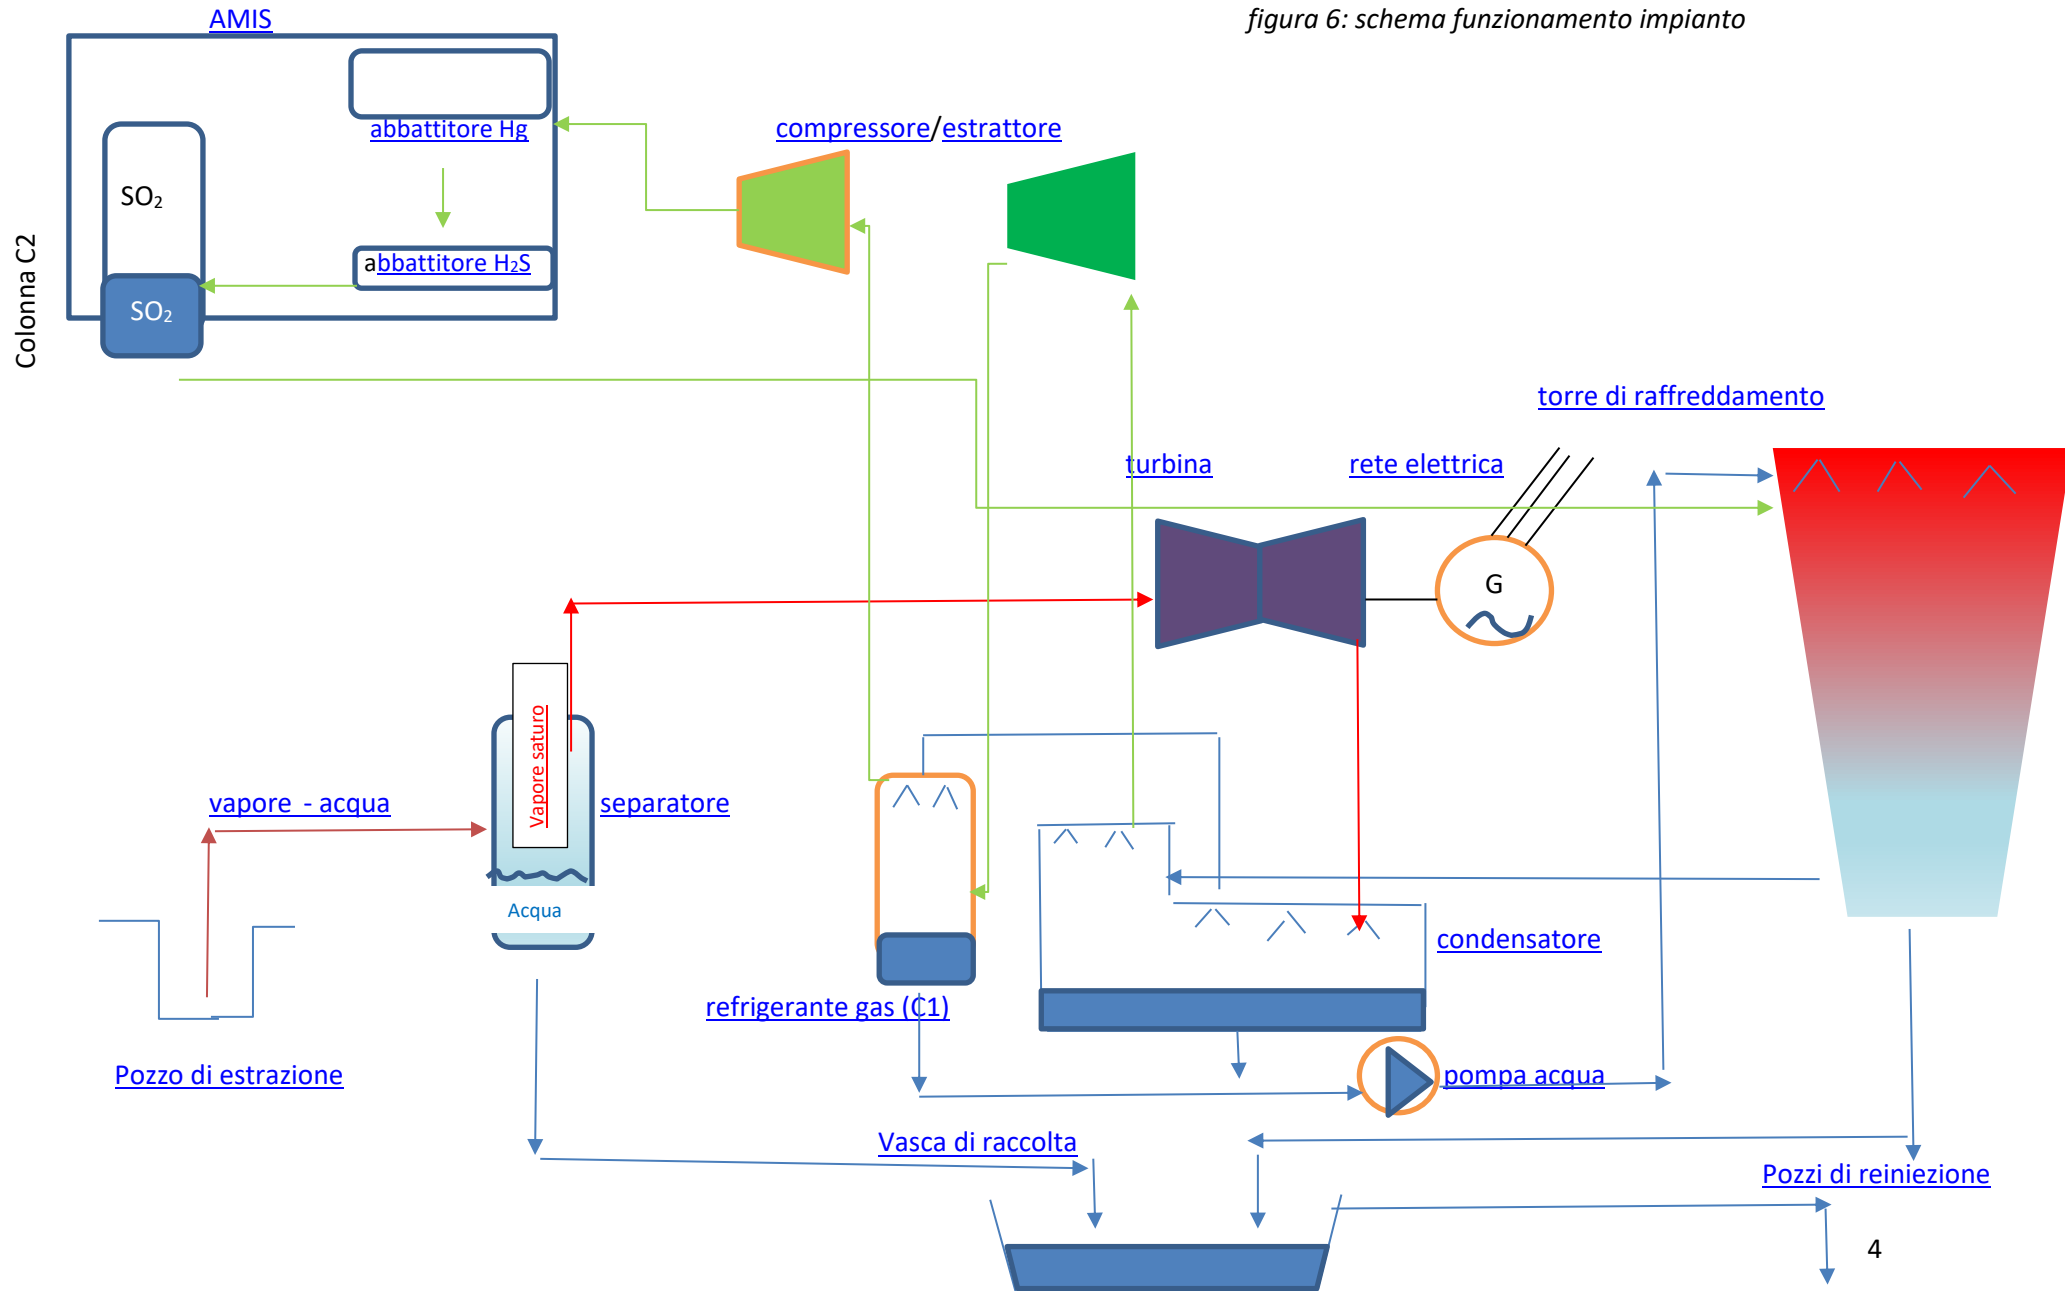 AMIS
figura 6: schema funzionamento impianto
abbattitore Hg
compressore/estrattore
SO₂
Colonna C2
abbattitore H₂S
SO₂
torre di raffreddamento
turbina
rete elettrica
G
Vapore saturo
vapore - acqua
separatore
Acqua
condensatore
refrigerante gas (C1)
Pozzo di estrazione
pompa acqua
Vasca di raccolta
Pozzi di reiniezione
4